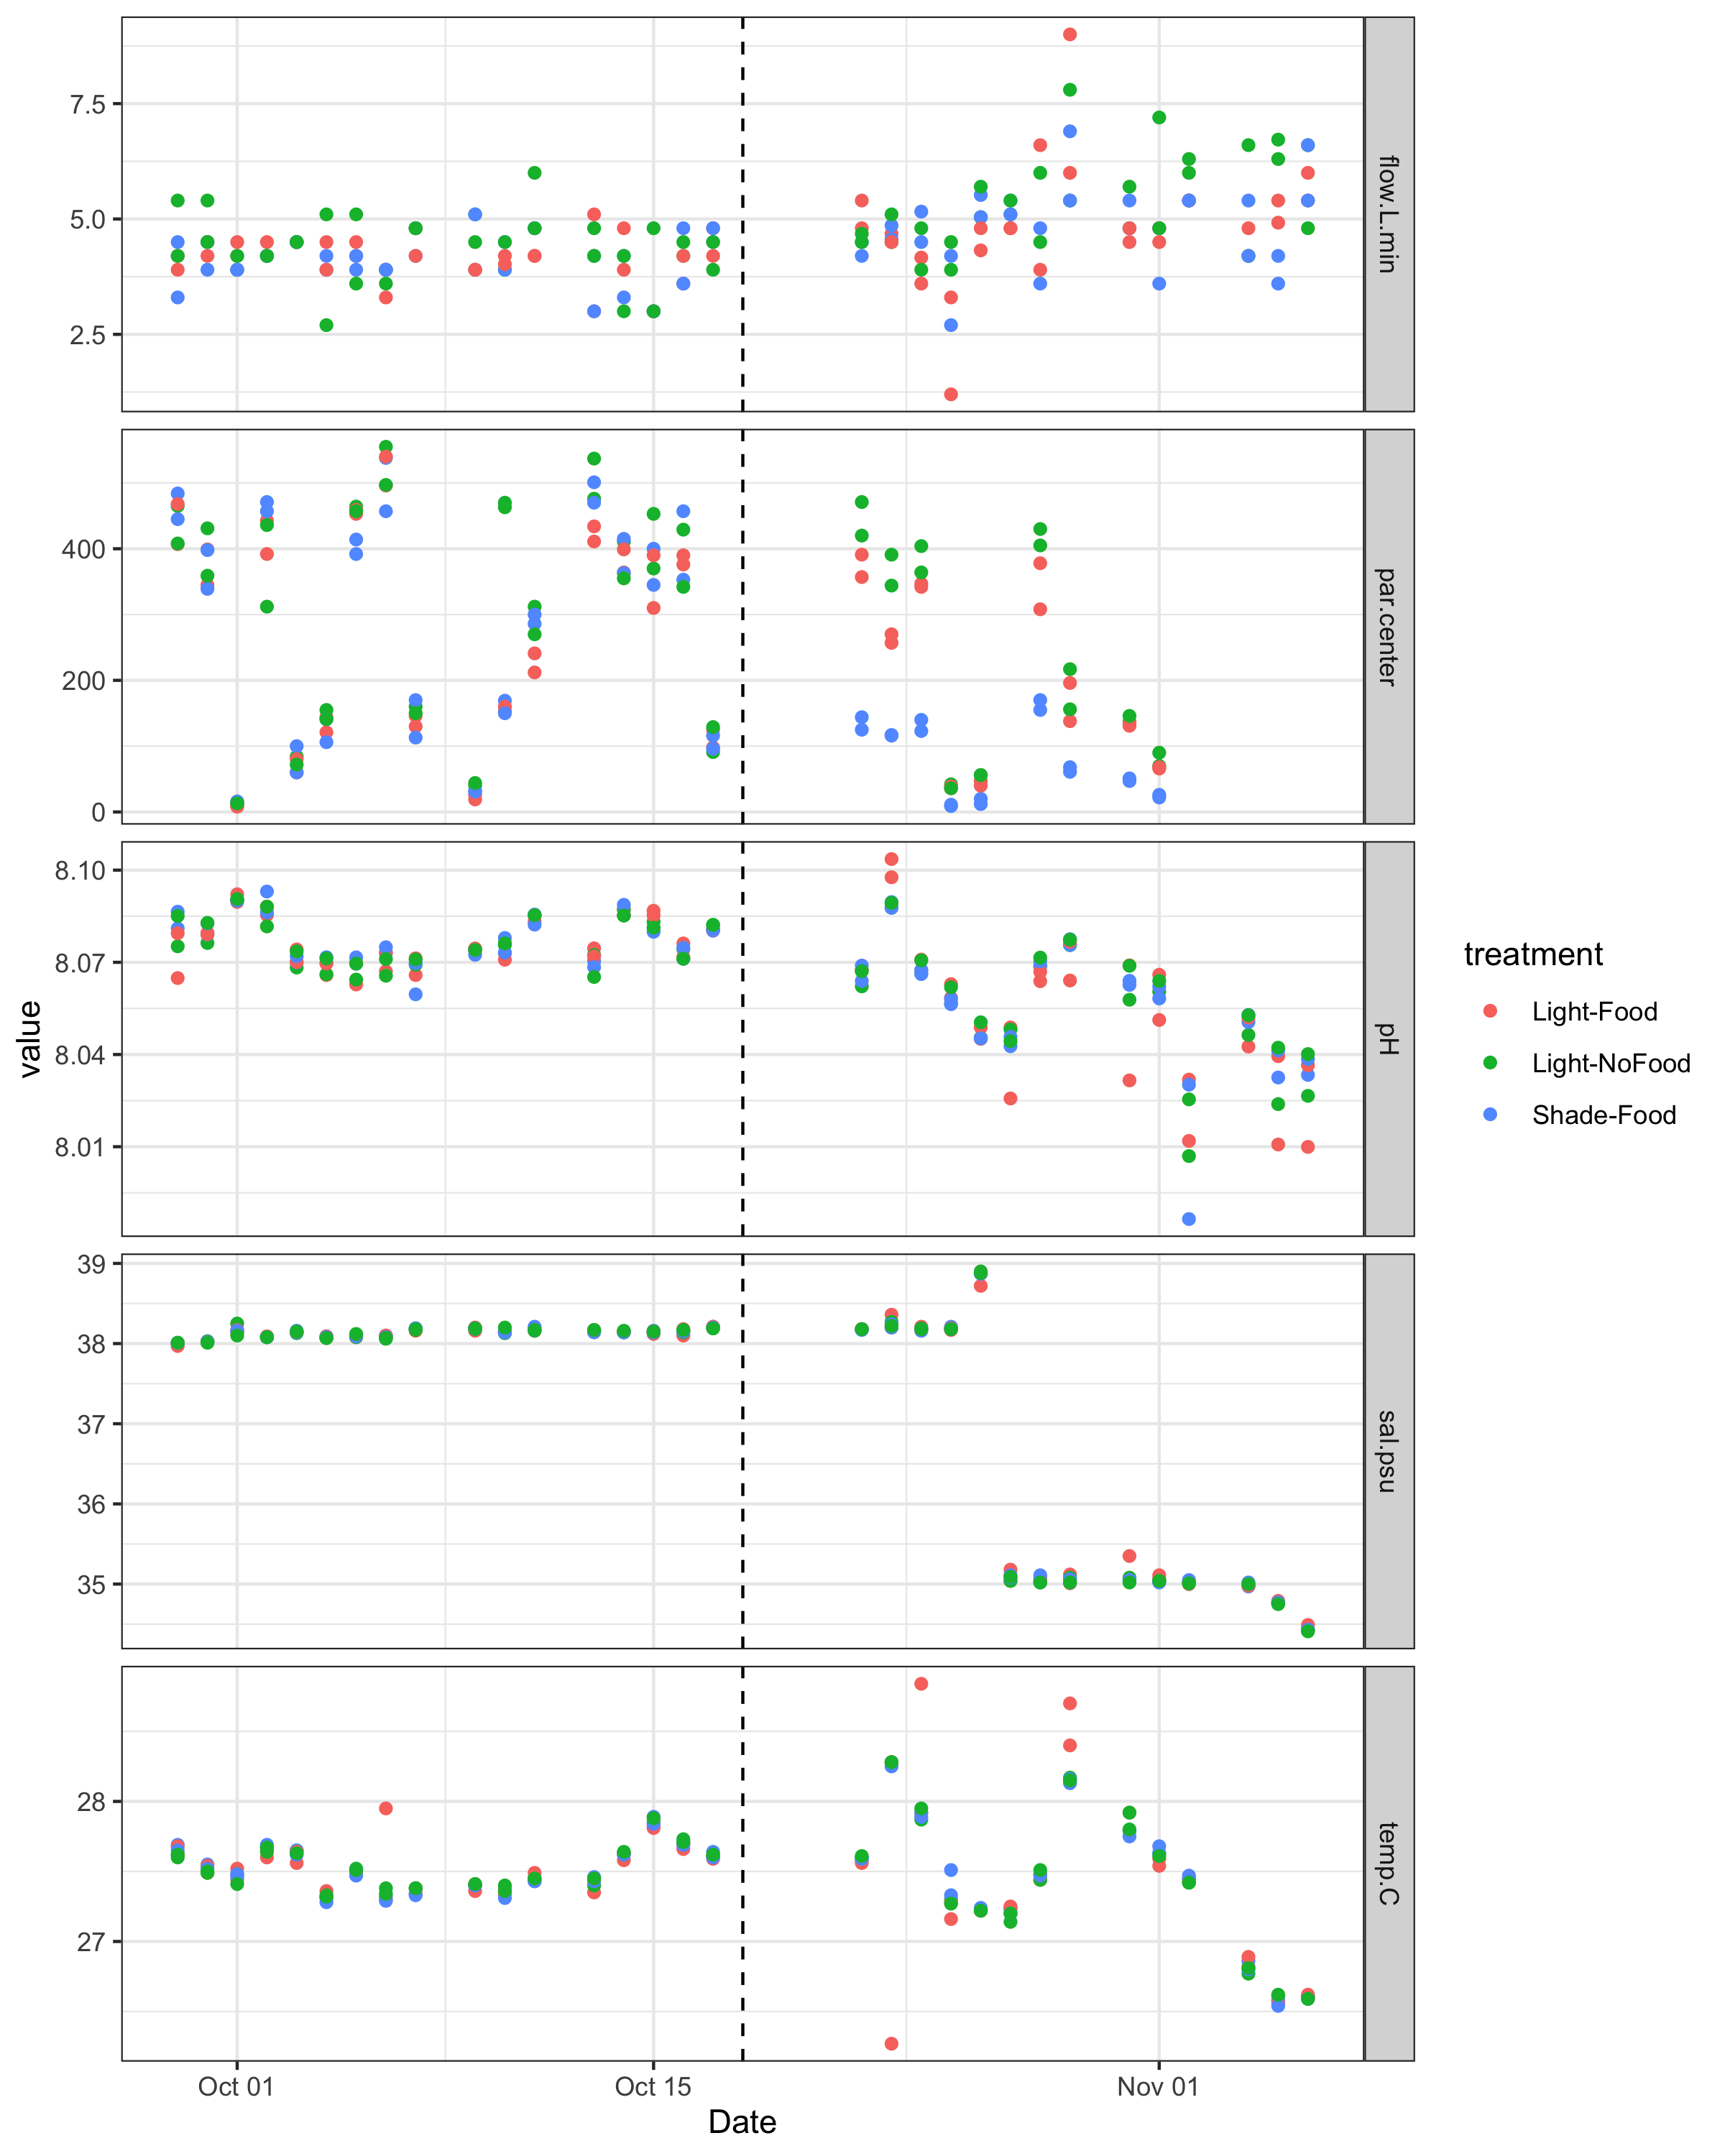 7.5
5.0
2.5
flow.L.min
400
200
0
par.center
8.10
8.07
8.04
8.01
pH
39
38
37
36
35
sal.psu
28
27
temp.C
value
Oct 01
Oct 15
Nov 01
Date
treatment
Light-Food
Light-NoFood
Shade-Food